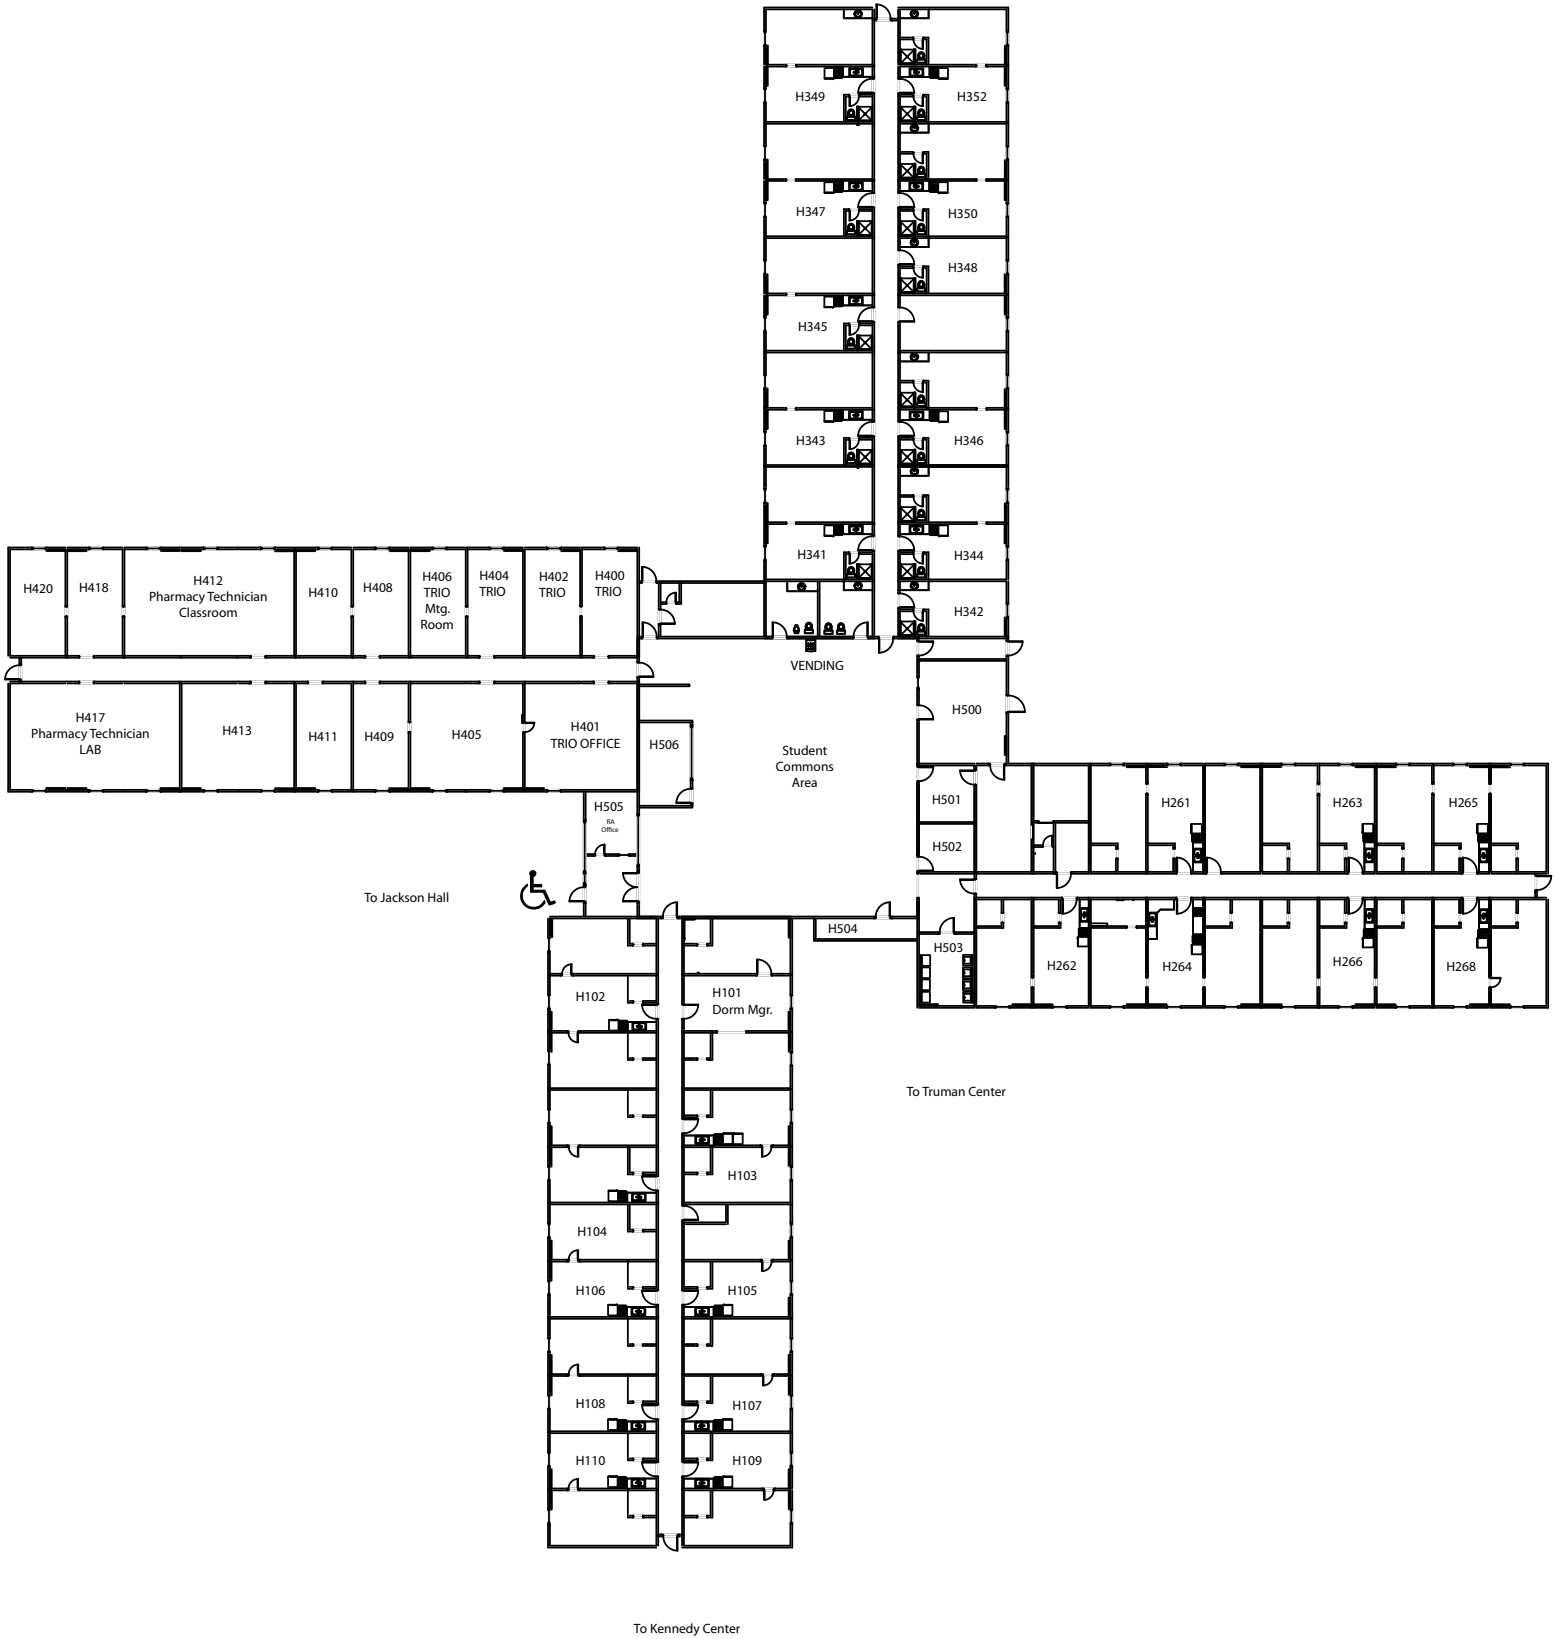 H349
H352
H347
H350
H348
H345
H343
H346
H341
H344
H342
H420
H418
H412
Pharmacy Technician
Classroom
H410
H408
H406
TRIO
Mtg.
Room
H404
TRIO
H402
TRIO
H400
TRIO
VENDING
H417
Pharmacy Technician
LAB
H413
H411
H409
H405
H401
TRIO OFFICE
H506
H500
Student
Commons
Area
H505
RA
Office
H501
H502
H261
H263
H265
To Jackson Hall
H504
H503
H262
H264
H266
H268
H102
H101
Dorm Mgr.
To Truman Center
H103
H104
H106
H105
H108
H107
H110
H109
To Kennedy Center